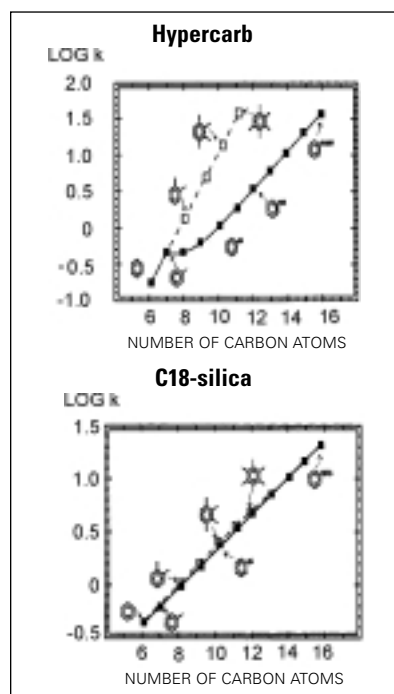 Hypercarb
LOG k
2.0
1.5
1.0
0.5
0
-0.5
-1.0
6 8 10 12 14 16
NUMBER OF CARBON ATOMS
C18-silica
LOG k
1.5
1.0
0.5
0
-0.5
6 8 10 12 14 16
NUMBER OF CARBON ATOMS